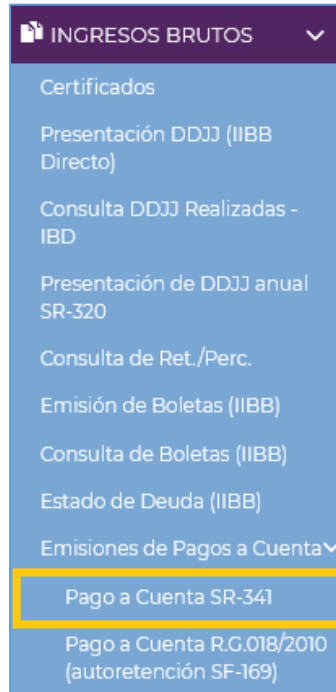 INGRESOS BRUTOS
Certificados
Presentación DDJJ (IIBB
Directo)
Consulta DDJJ Realizadas -
IBD
Presentación de DDJJ anual
SR-320
Consulta de Ret./Perc.
Emisión de Boletas (IIBB)
Consulta de Boletas (IIBB)
Estado de Deuda (IIBB)
Emisiones de Pagos a Cuenta
Pago a Cuenta SR-341
Pago a Cuenta R.G.018/2010
(autoretención SF-169)